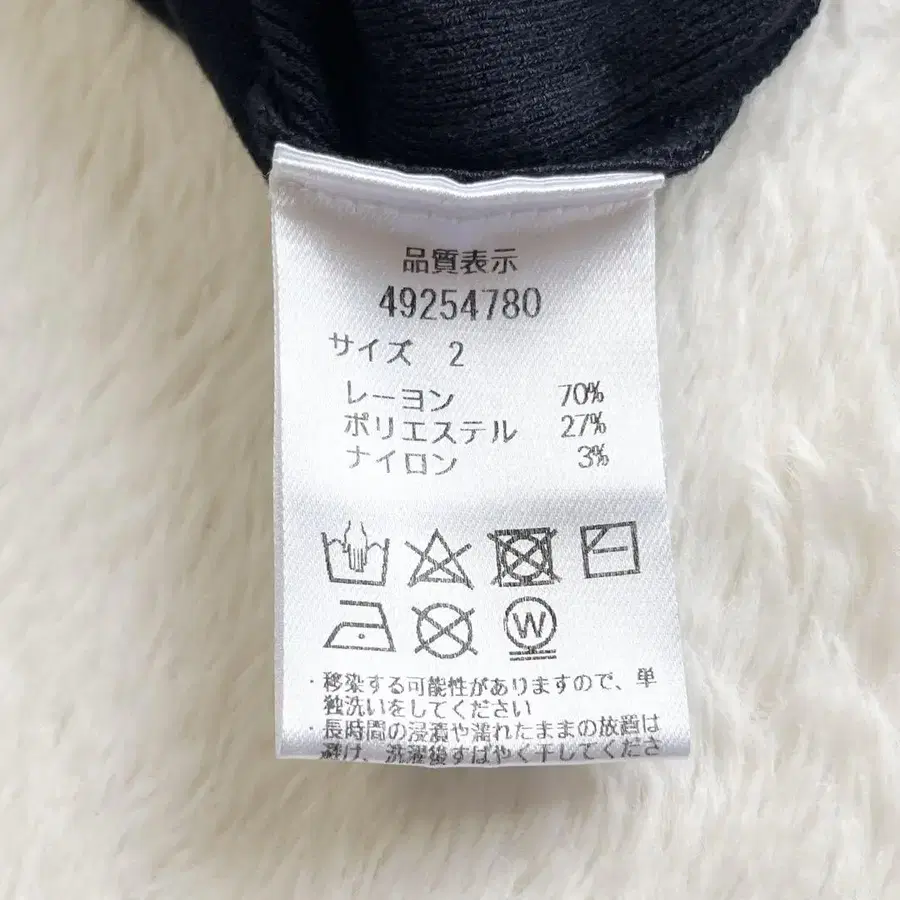 品質表示
49254780
サイズ 2
レーヨン 70%
ポリエステル 27%
ナイロン 3%
W
・移染する可能性がありますので、単
独洗いをしてください
・長時間の浸漬や濡れたままの放置は
避け、洗濯後すばやく干してくださ